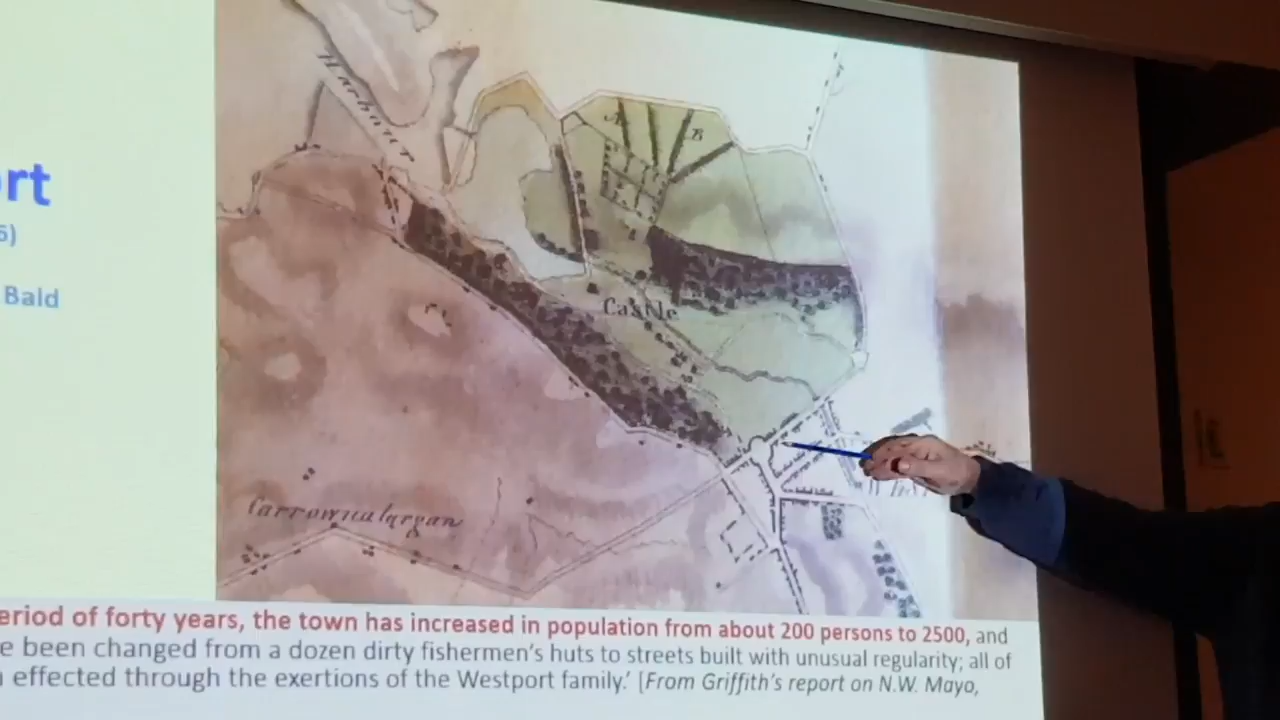 rt
5)
Bald
Harbour
A
B
Castle
Carrownalurgan
eriod of forty years, the town has increased in population from about 200 persons to 2500, and
e been changed from a dozen dirty fishermen's huts to streets built with unusual regularity; all of
effected through the exertions of the Westport family.' [From Griffith's report on N.W. Mayo,